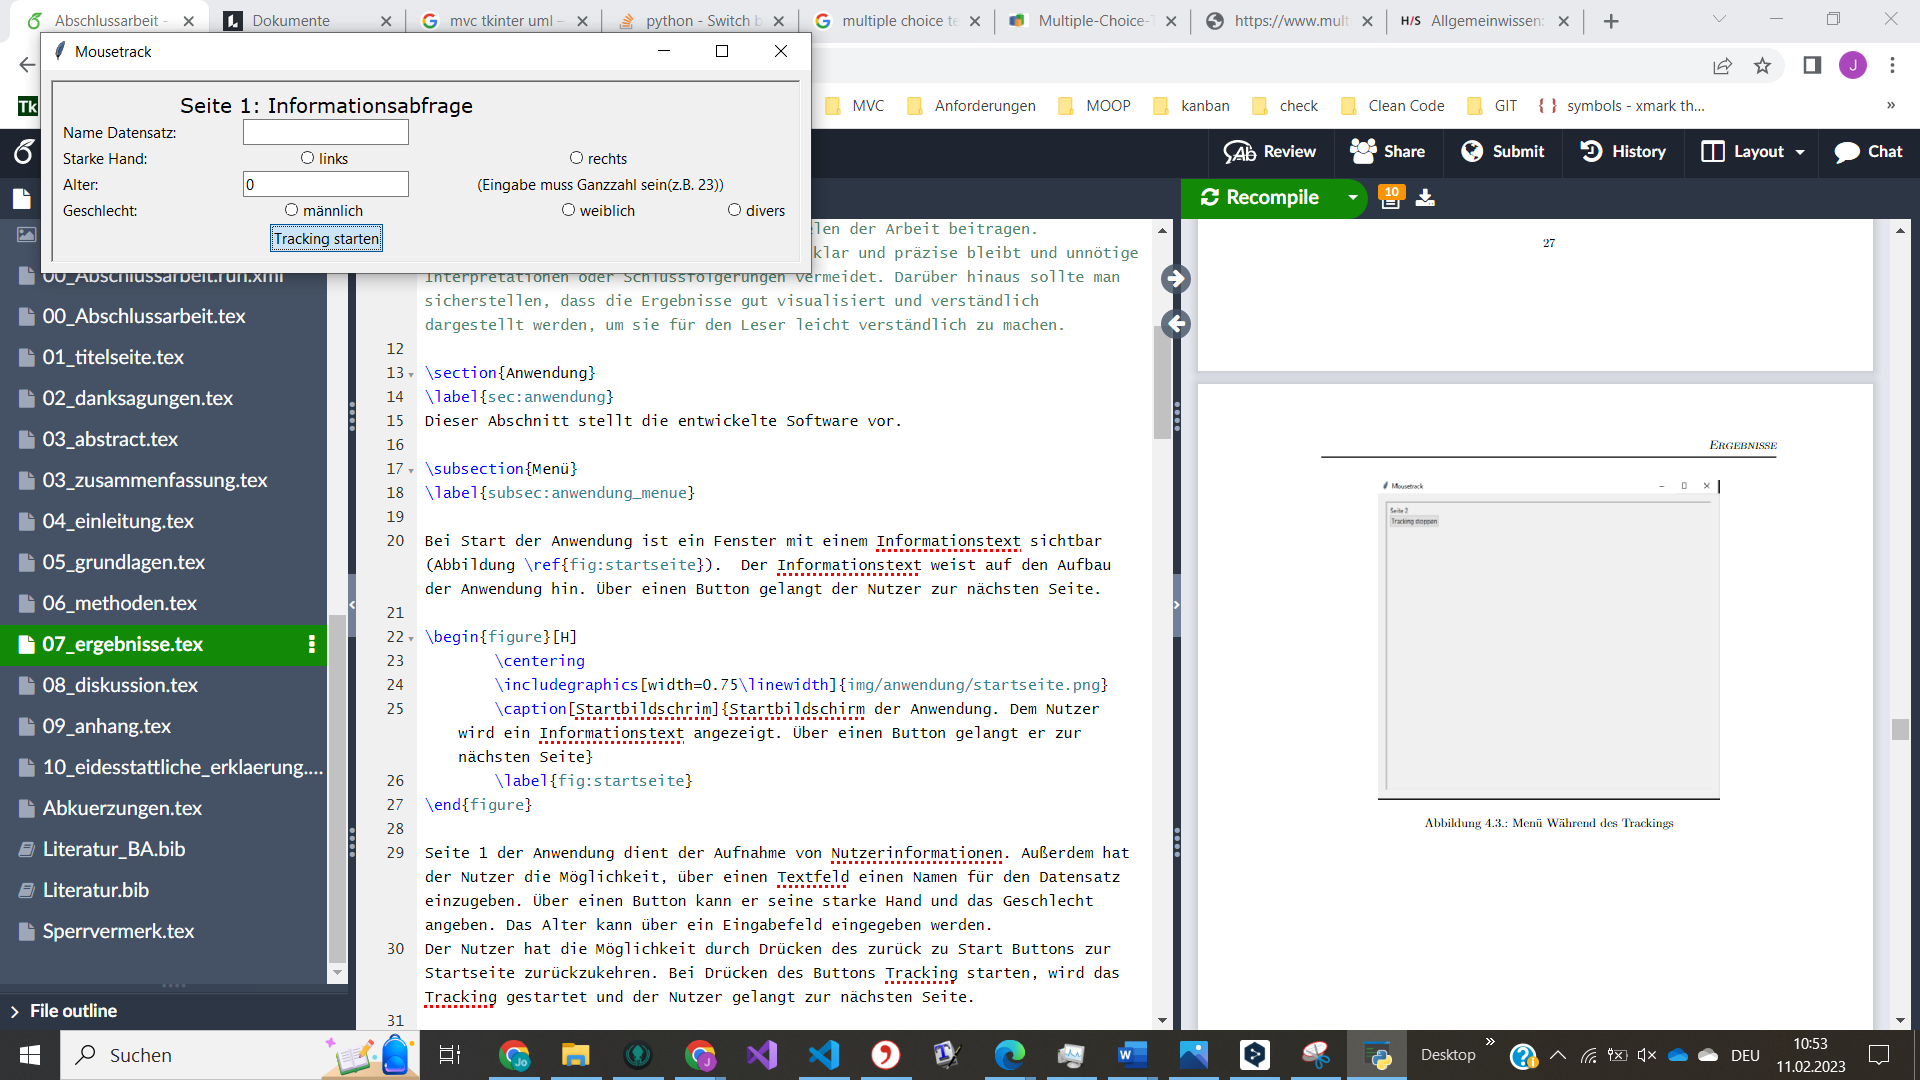 Abschlussarbeit -
Dokumente
mvc tkinter uml -
python - Switch b
multiple choice te
Multiple-Choice-T
https://www.mult
H/S Allgemeinwissen:
Mousetrack
Seite 1: Informationsabfrage
Name Datensatz:
Starke Hand:
links
rechts
Alter:
0
(Eingabe muss Ganzzahl sein(z.B. 23))
Geschlecht:
männlich
weiblich
divers
Tracking starten
J
Tk
MVC
Anforderungen
MOOP
kanban
check
Clean Code
GIT
{ } symbols - xmark th...
»
Review
Share
Submit
History
Layout
Chat
Recompile
10
00_Abschlussarbeit.run.xml
00_Abschlussarbeit.tex
01_titelseite.tex
02_danksagungen.tex
03_abstract.tex
03_zusammenfassung.tex
04_einleitung.tex
05_grundlagen.tex
06_methoden.tex
07_ergebnisse.tex
08_diskussion.tex
09_anhang.tex
10_eidesstattliche_erklaerung....
Abkuerzungen.tex
Literatur_BA.bib
Literatur.bib
Sperrvermerk.tex
File outline
elen der Arbeit beitragen.
klar und präzise bleibt und unnötige
Interpretationen oder Schlussfolgerungen vermeidet. Darüber hinaus sollte man
sicherstellen, dass die Ergebnisse gut visualisiert und verständlich
dargestellt werden, um sie für den Leser leicht verständlich zu machen.
12
13 \section{Anwendung}
14 \label{sec:anwendung}
15 Dieser Abschnitt stellt die entwickelte Software vor.
16
17 \subsection{Menü}
18 \label{subsec:anwendung_menue}
19
20 Bei Start der Anwendung ist ein Fenster mit einem Informationstext sichtbar
(Abbildung \ref{fig:startseite}).  Der Informationstext weist auf den Aufbau
der Anwendung hin. Über einen Button gelangt der Nutzer zur nächsten Seite.
21
22 \begin{figure}[H]
23 \centering
24 \includegraphics[width=0.75\linewidth]{img/anwendung/startseite.png}
25 \caption[Startbildschrim]{Startbildschirm der Anwendung. Dem Nutzer
wird ein Informationstext angezeigt. Über einen Button gelangt er zur
nächsten Seite}
26 \label{fig:startseite}
27 \end{figure}
28
29 Seite 1 der Anwendung dient der Aufnahme von Nutzerinformationen. Außerdem hat
der Nutzer die Möglichkeit, über einen Textfeld einen Namen für den Datensatz
einzugeben. Über einen Button kann er seine starke Hand und das Geschlecht
angeben. Das Alter kann über ein Eingabefeld eingegeben werden.
30 Der Nutzer hat die Möglichkeit durch Drücken des zurück zu Start Buttons zur
Startseite zurückzukehren. Bei Drücken des Buttons Tracking starten, wird das
Tracking gestartet und der Nutzer gelangt zur nächsten Seite.
31
27
ERGEBNISSE
Mousetrack
Seite 2
Tracking stoppen
Abbildung 4.3.: Menü Während des Trackings
Suchen
Desktop
»
DEU
10:53
11.02.2023